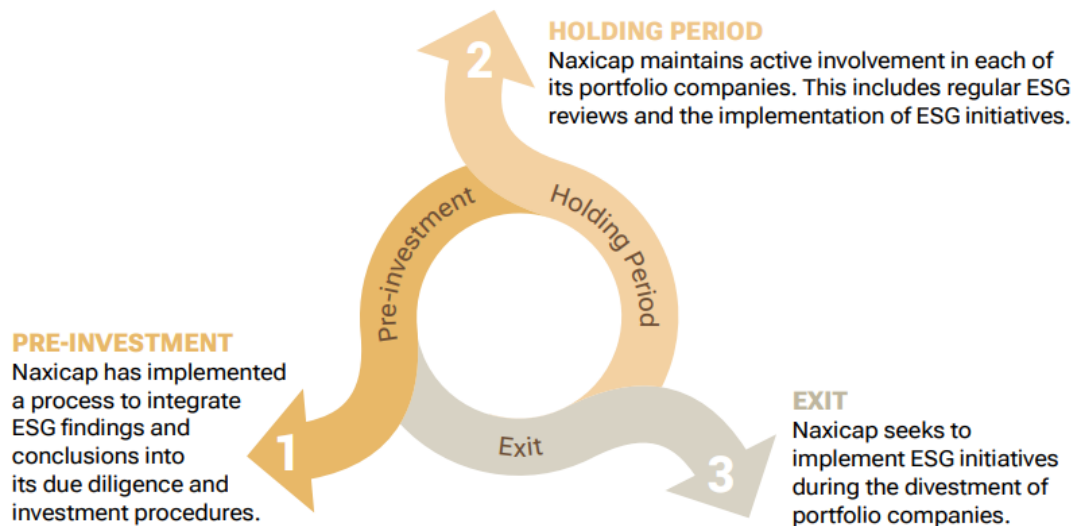 2
HOLDING PERIOD
Naxicap maintains active involvement in each of
its portfolio companies. This includes regular ESG
reviews and the implementation of ESG initiatives.
Pre-investment
Holding Period
PRE-INVESTMENT
Naxicap has implemented
a process to integrate
ESG findings and
conclusions into
its due diligence and
investment procedures.
1
Exit
3
EXIT
Naxicap seeks to
implement ESG initiatives
during the divestment of
portfolio companies.